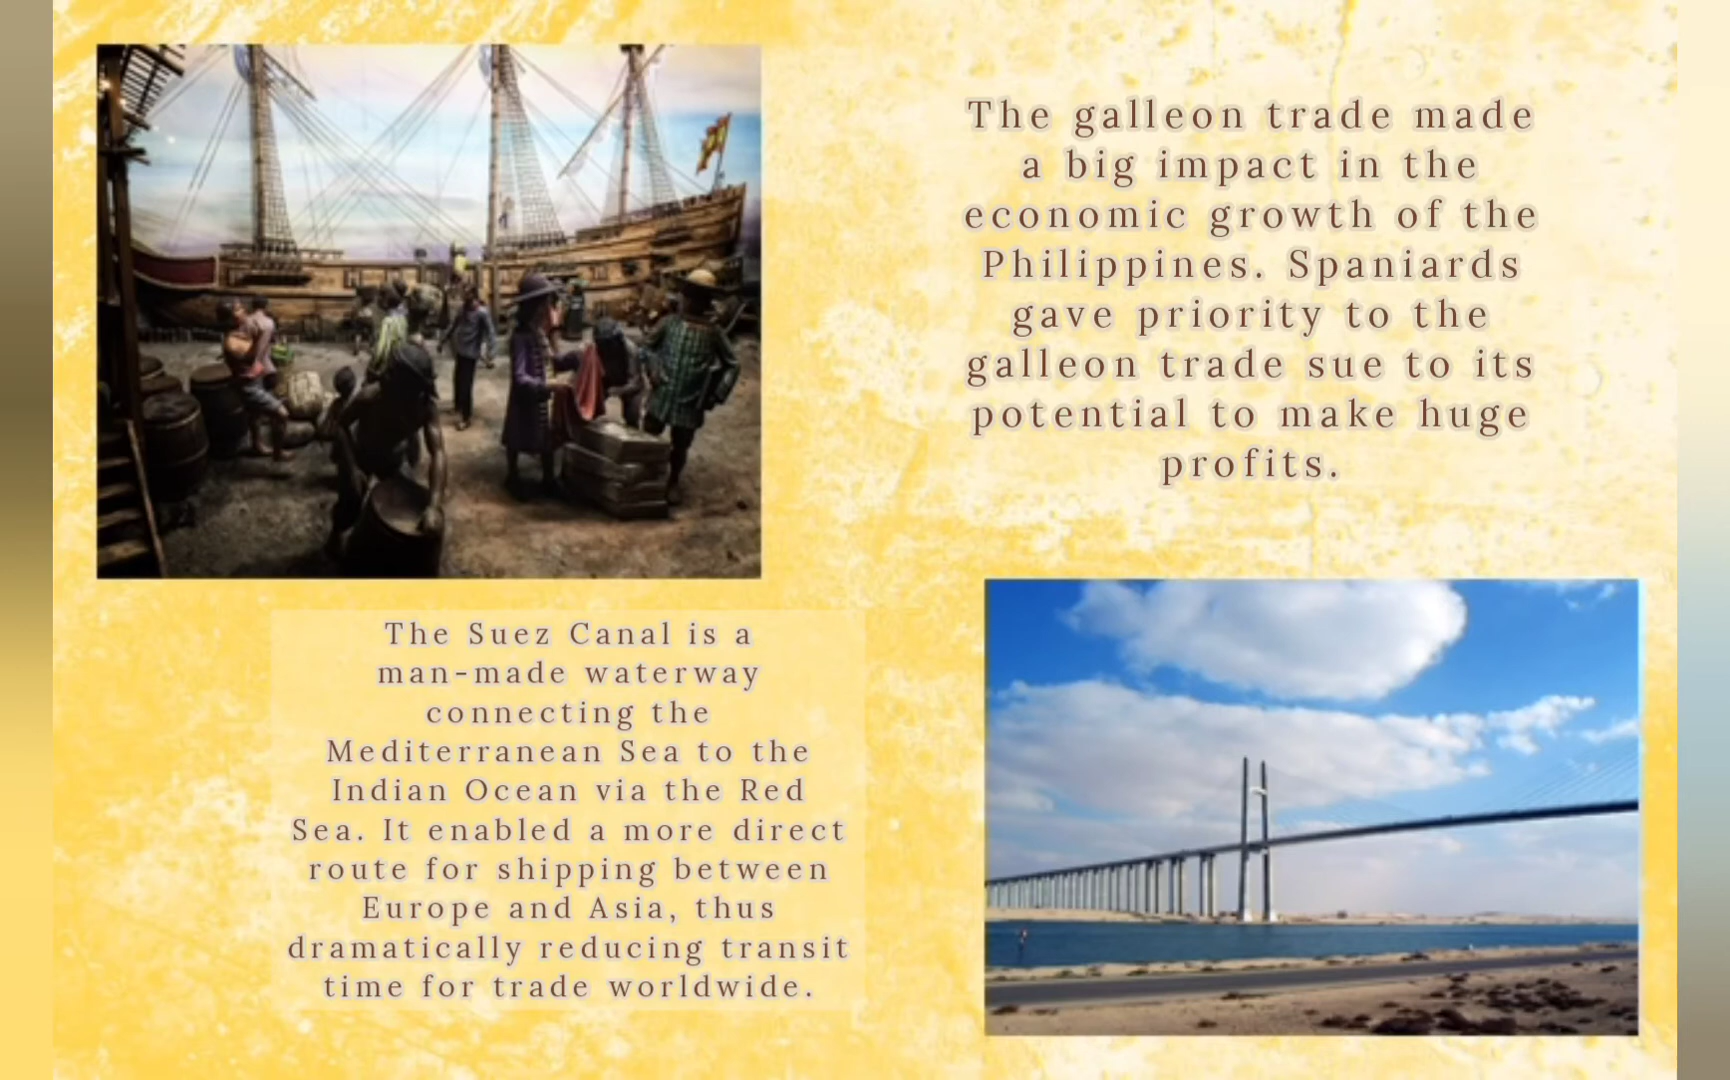 The galleon trade made
a big impact in the
economic growth of the
Philippines. Spaniards
gave priority to the
galleon trade sue to its
potential to make huge
profits.
The Suez Canal is a
man-made waterway
connecting the
Mediterranean Sea to the
Indian Ocean via the Red
Sea. It enabled a more direct
route for shipping between
Europe and Asia, thus
dramatically reducing transit
time for trade worldwide.